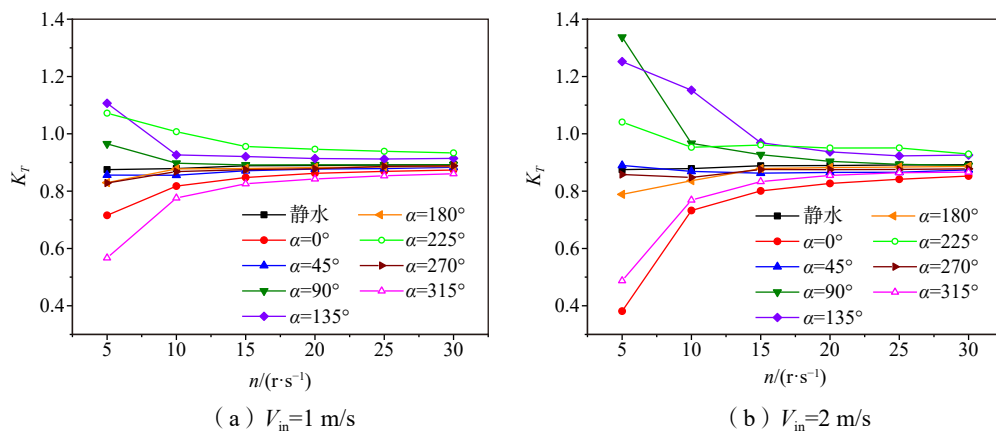 1.4
1.2
1.0
0.8
0.6
0.4
K_T
静水
α=0°
α=45°
α=90°
α=135°
α=180°
α=225°
α=270°
α=315°
5 10 15 20 25 30
n/(r·s⁻¹)
（a）V_in=1 m/s
1.4
1.2
1.0
0.8
0.6
0.4
K_T
静水
α=0°
α=45°
α=90°
α=135°
α=180°
α=225°
α=270°
α=315°
5 10 15 20 25 30
n/(r·s⁻¹)
（b）V_in=2 m/s